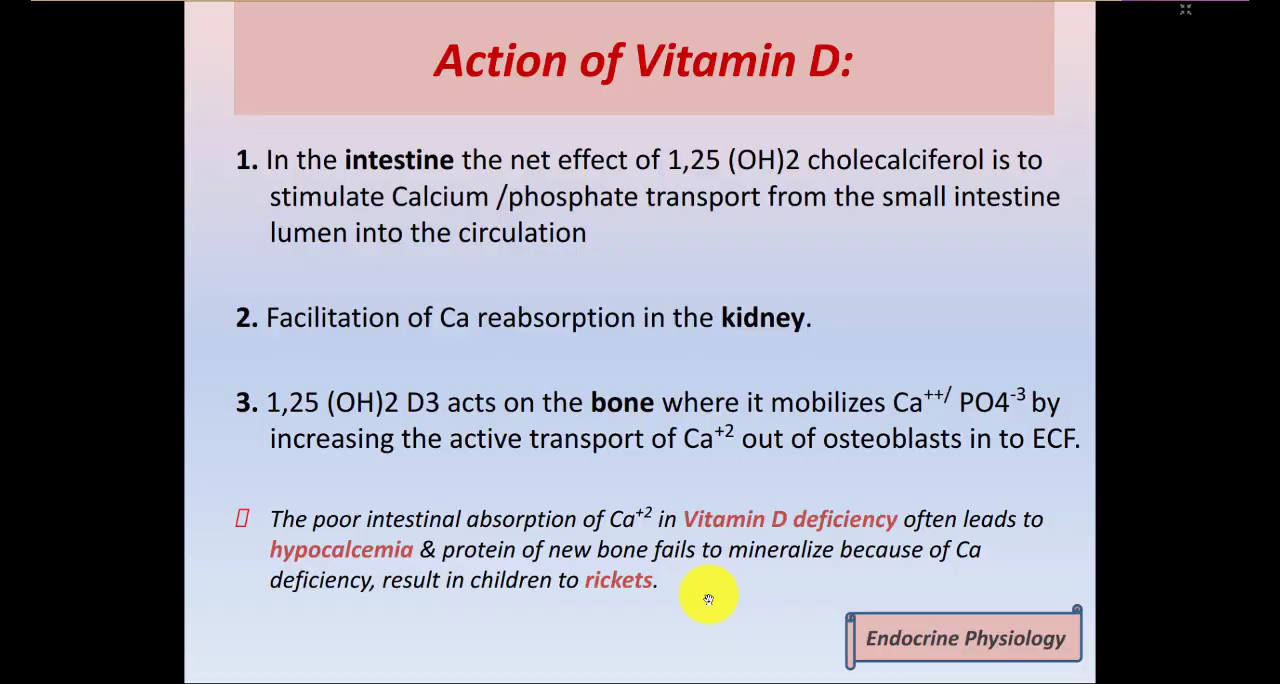 Action of Vitamin D:
1. In the intestine the net effect of 1,25 (OH)2 cholecalciferol is to
stimulate Calcium /phosphate transport from the small intestine
lumen into the circulation
2. Facilitation of Ca reabsorption in the kidney.
3. 1,25 (OH)2 D3 acts on the bone where it mobilizes Ca⁺⁺/ PO4⁻³ by
increasing the active transport of Ca⁺² out of osteoblasts in to ECF.
The poor intestinal absorption of Ca⁺² in Vitamin D deficiency often leads to
hypocalcemia & protein of new bone fails to mineralize because of Ca
deficiency, result in children to rickets.
Endocrine Physiology